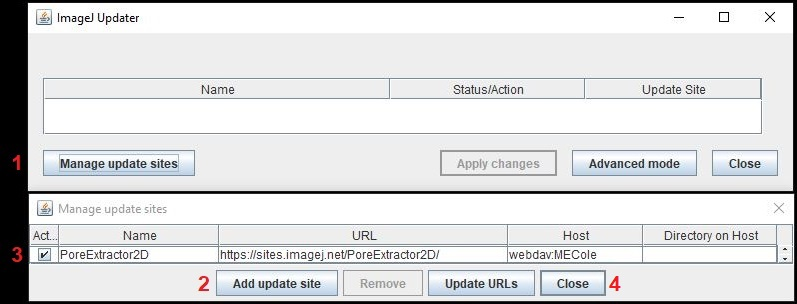 ImageJ Updater
Name Status/Action Update Site
1 Manage update sites Apply changes Advanced mode Close
Manage update sites
Act... Name URL Host Directory on Host
3 PoreExtractor2D https://sites.imagej.net/PoreExtractor2D/ webdav:MECole
2 Add update site Remove Update URLs Close 4